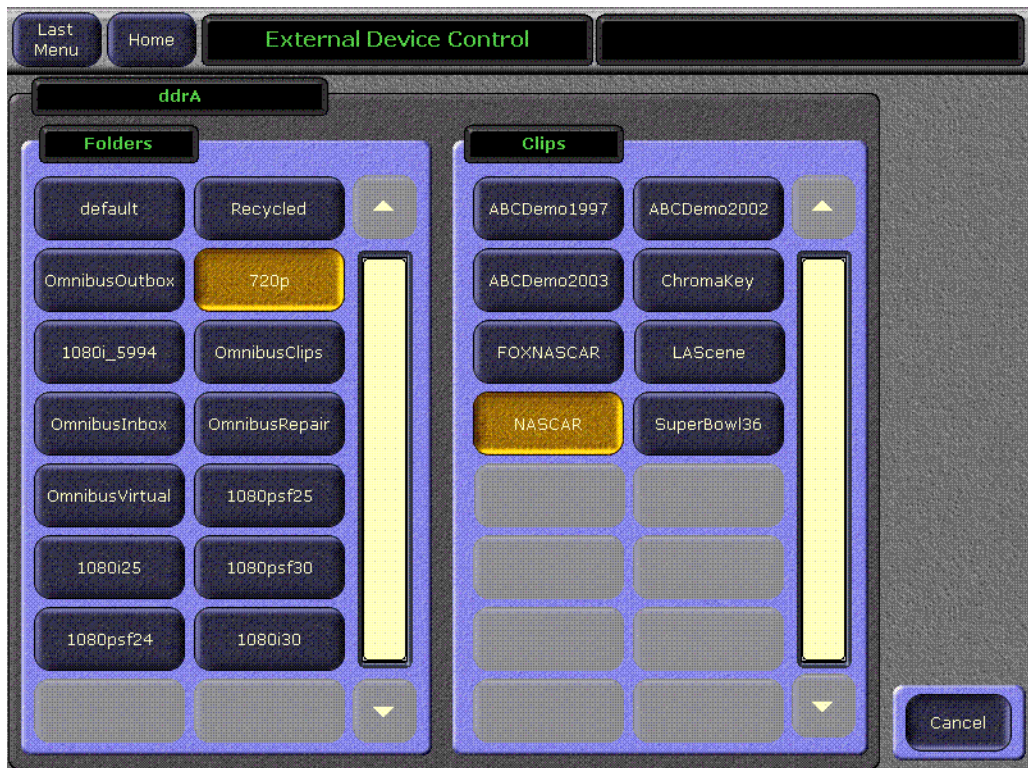 Last
Menu
Home
External Device Control
ddrA
Folders
default
Recycled
OmnibusOutbox
720p
1080i_5994
OmnibusClips
OmnibusInbox
OmnibusRepair
OmnibusVirtual
1080psf25
1080i25
1080psf30
1080psf24
1080i30
Clips
ABCDemo1997
ABCDemo2002
ABCDemo2003
ChromaKey
FOXNASCAR
LAScene
NASCAR
SuperBowl36
Cancel